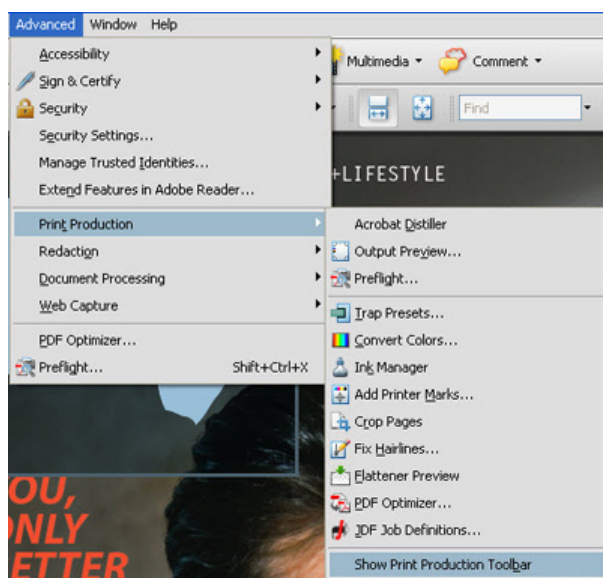 Advanced Window Help
Accessibility
Sign & Certify
Security
Security Settings...
Manage Trusted Identities...
Extend Features in Adobe Reader...
Print Production
Redaction
Document Processing
Web Capture
PDF Optimizer...
Preflight... Shift+Ctrl+X
Multimedia Comment
Find
+LIFESTYLE
Acrobat Distiller
Output Preview...
Preflight...
Trap Presets...
Convert Colors...
Ink Manager
Add Printer Marks...
Crop Pages
Fix Hairlines...
Flattener Preview
PDF Optimizer...
JDF Job Definitions...
Show Print Production Toolbar
YOU,
ONLY
ETTER